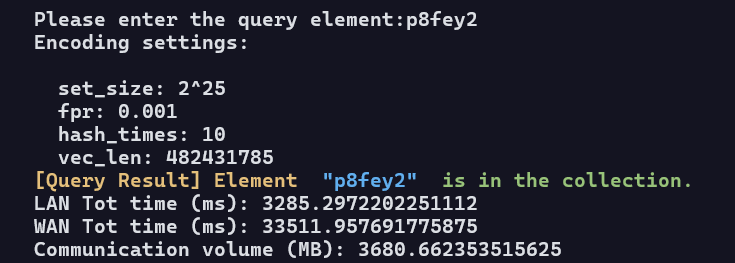 Please enter the query element:p8fey2
Encoding settings:
set_size: 2^25
fpr: 0.001
hash_times: 10
vec_len: 482431785
[Query Result] Element "p8fey2" is in the collection.
LAN Tot time (ms): 3285.2972202251112
WAN Tot time (ms): 33511.957691775875
Communication volume (MB): 3680.662353515625